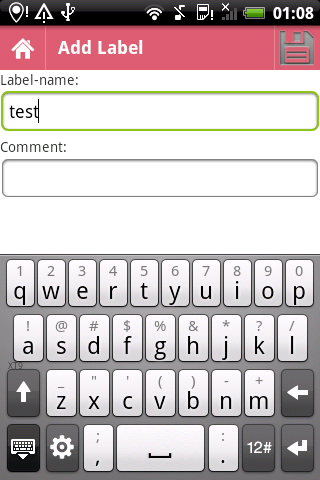 01:08
Add Label
Label-name:
test
Comment:
1 2 3 4 5 6 7 8 9 0
q w e r t y u i o p
! @ # $ % & * ? /
a s d f g h j k l
XT9
_ " ' ( ) - +
z x c v b n m
; :
, . 12#